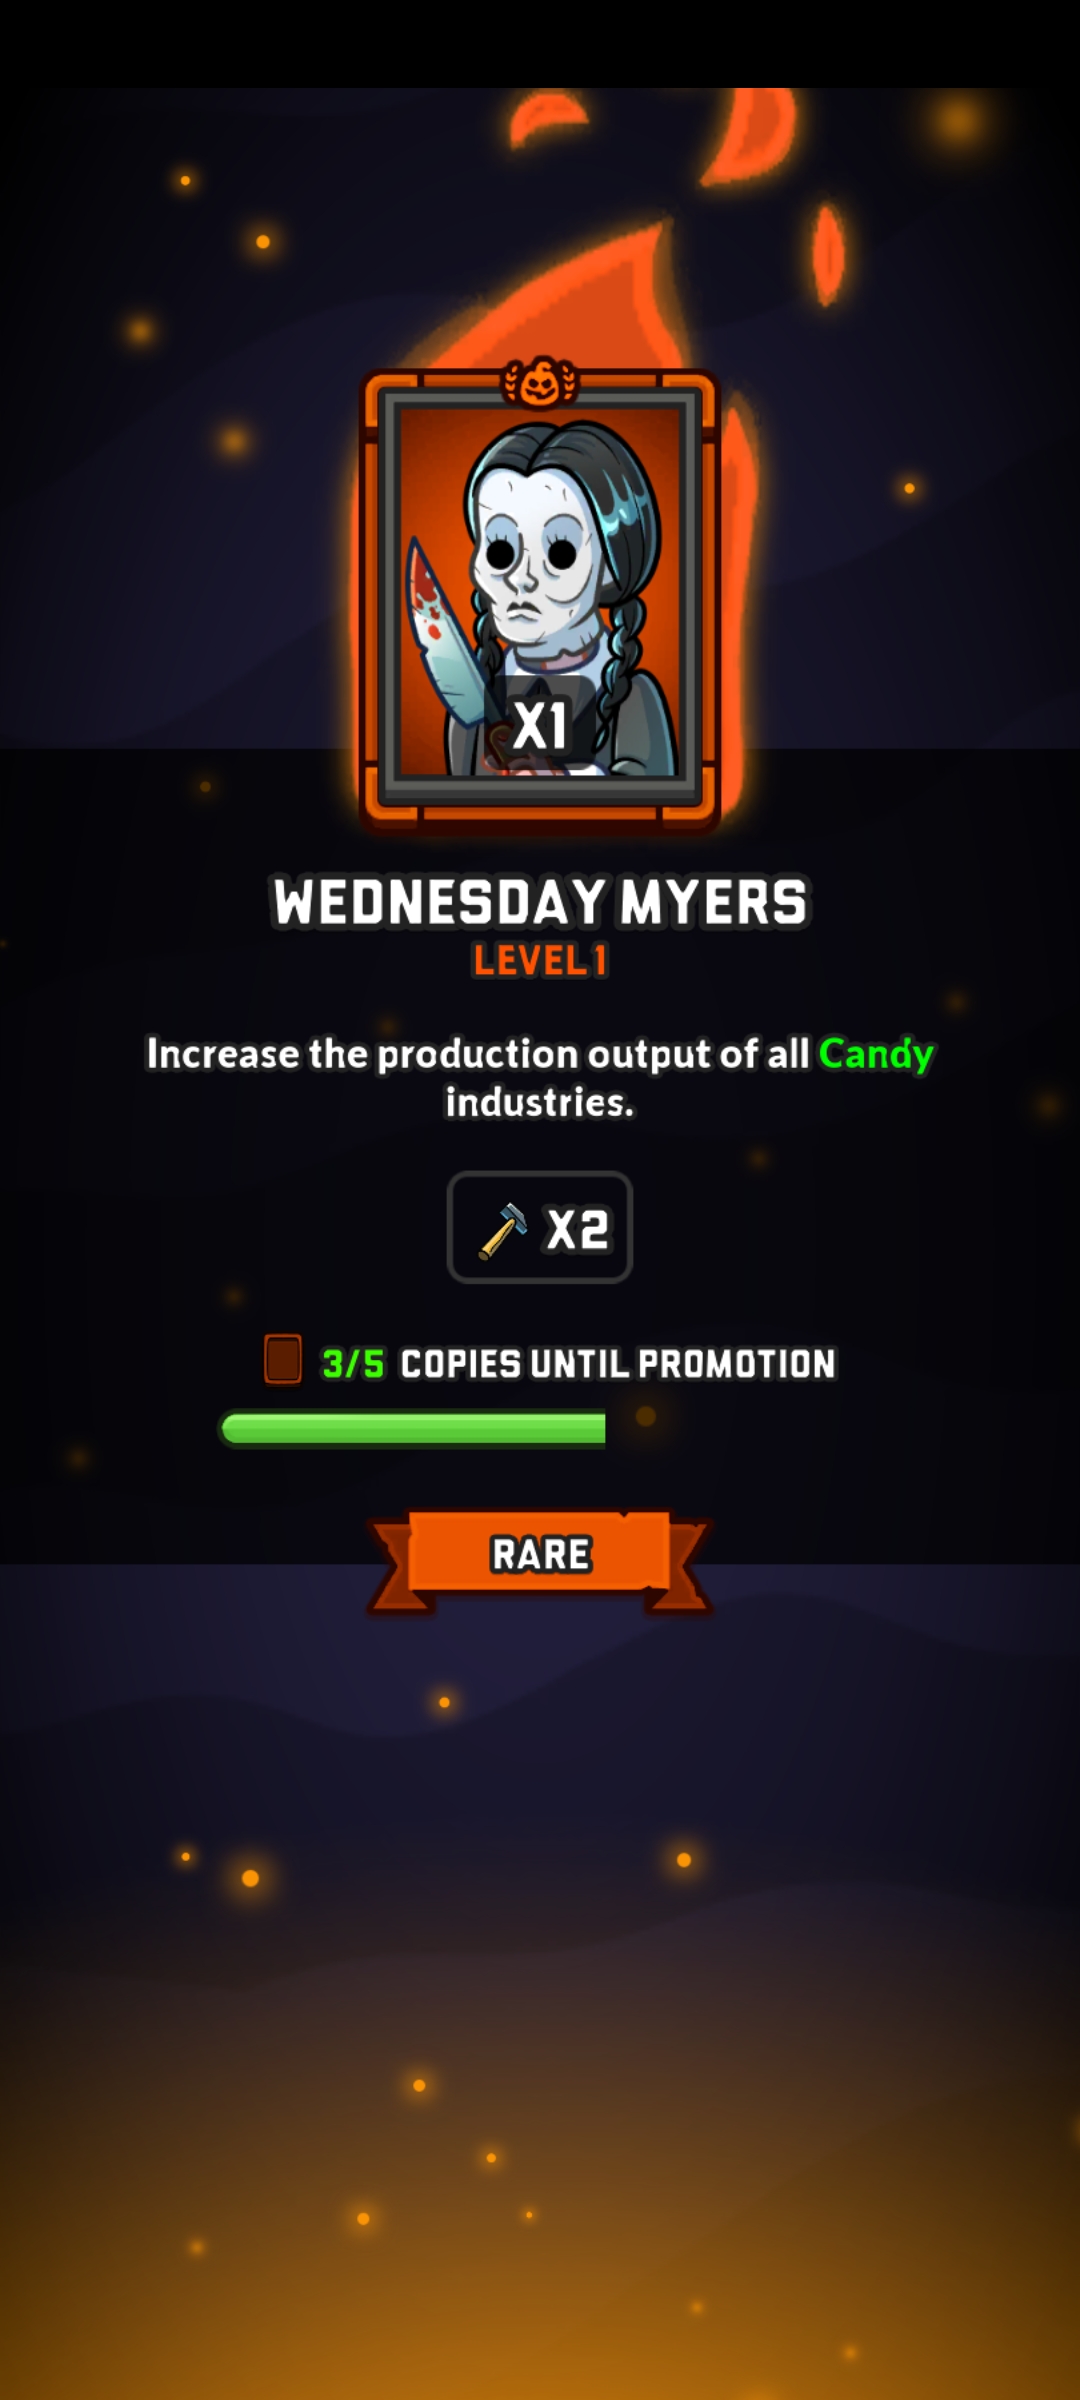 X1
WEDNESDAY MYERS
LEVEL 1
Increase the production output of all Candy
industries.
X2
3/5 COPIES UNTIL PROMOTION
RARE